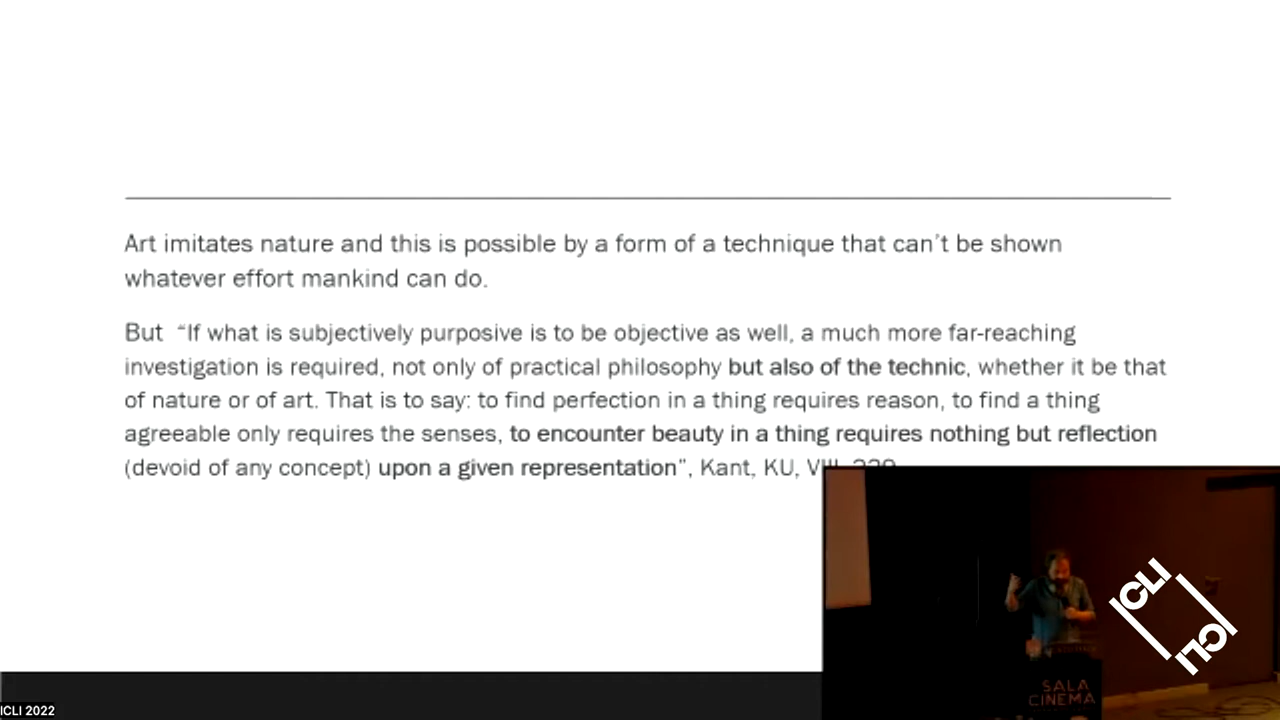 Art imitates nature and this is possible by a form of a technique that can’t be shown
whatever effort mankind can do.
But “If what is subjectively purposive is to be objective as well, a much more far-reaching
investigation is required, not only of practical philosophy but also of the technic, whether it be that
of nature or of art. That is to say: to find perfection in a thing requires reason, to find a thing
agreeable only requires the senses, to encounter beauty in a thing requires nothing but reflection
(devoid of any concept) upon a given representation”, Kant, KU,
ICLI
ICLI
SALA
CINEMA
ICLI 2022